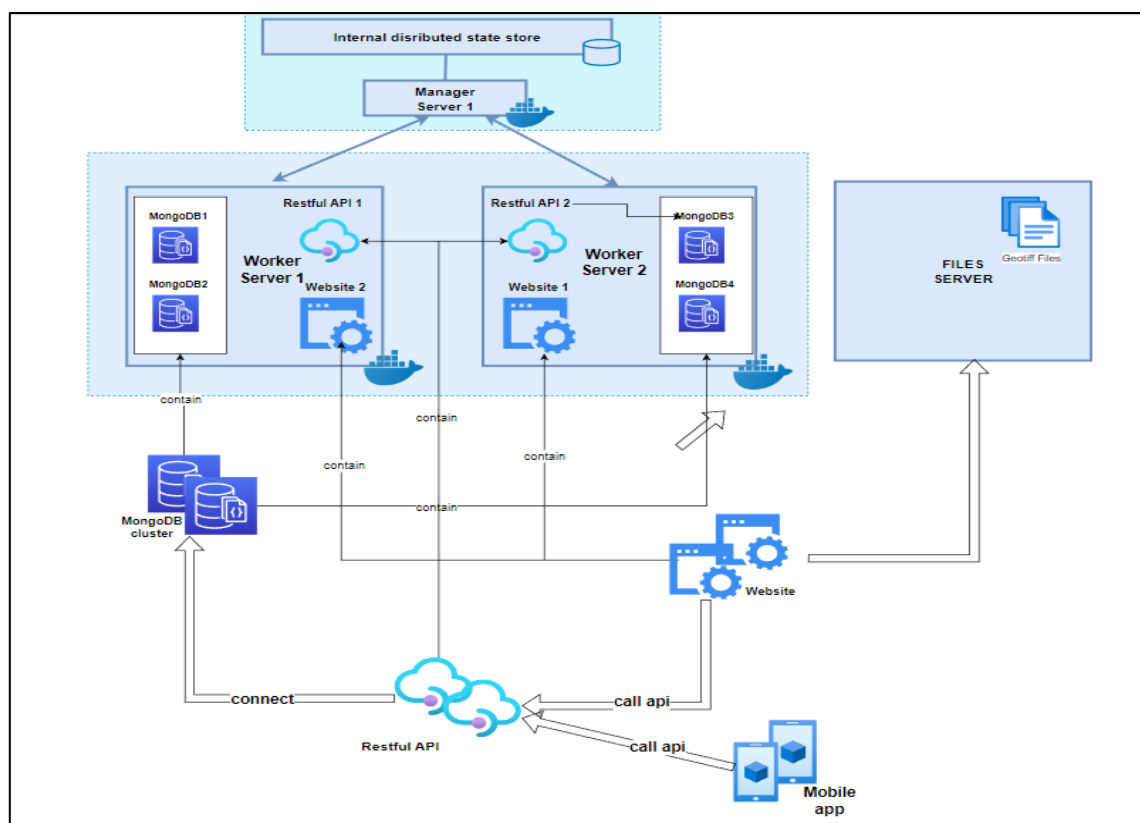 Internal disributed state store
Manager
Server 1
Restful API 1
Restful API 2
MongoDB1
MongoDB3
Worker
Server 1
Worker
Server 2
MongoDB2
Website 2
Website 1
MongoDB4
Geotiff Files
FILES
SERVER
contain
contain
contain
contain
contain
MongoDB
cluster
Website
connect
call api
Restful API
call api
Mobile
app